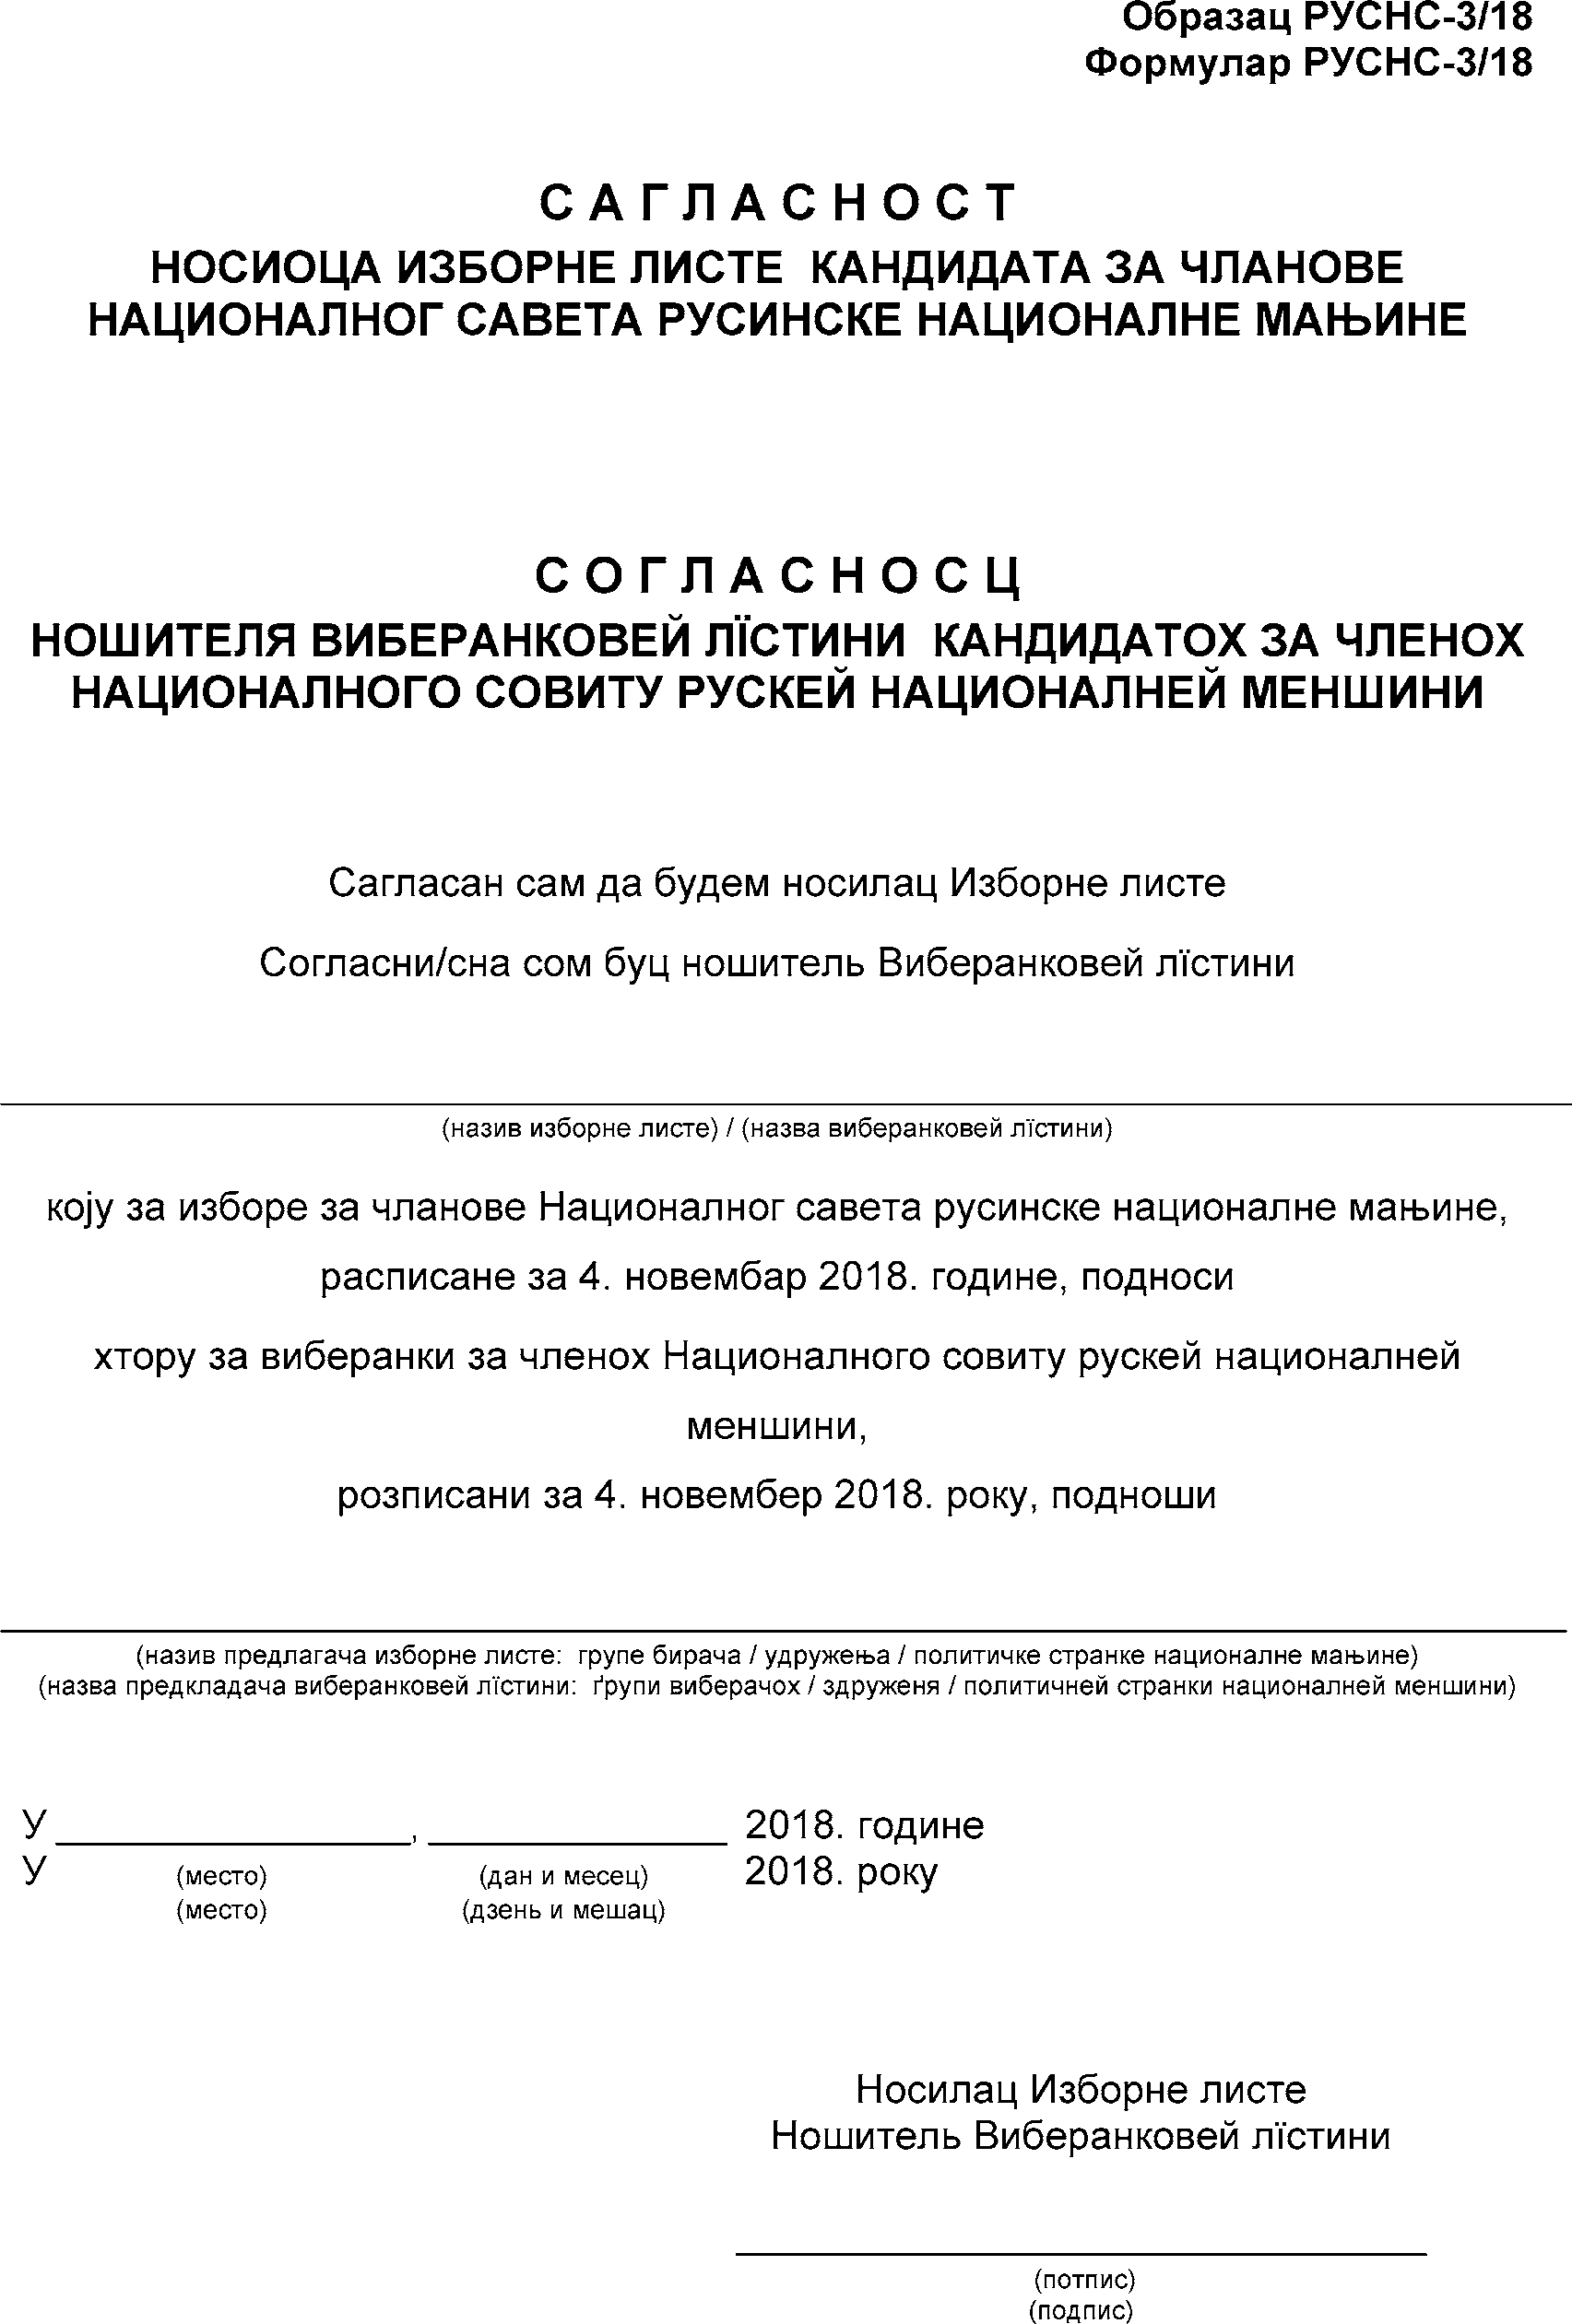 Образац РУСНС-3/18
Формулар РУСНС-3/18
С А Г Л А С Н О С Т
НОСИОЦА ИЗБОРНЕ ЛИСТЕ КАНДИДАТА ЗА ЧЛАНОВЕ
НАЦИОНАЛНОГ САВЕТА РУСИНСКЕ НАЦИОНАЛНЕ МАЊИНЕ
С О Г Л А С Н О С Ц
НОШИТЕЛЯ ВИБЕРАНКОВЕЙ ЛЇСТИНИ КАНДИДАТОХ ЗА ЧЛЕНОХ
НАЦИОНАЛНОГО СОВИТУ РУСКЕЙ НАЦИОНАЛНЕЙ МЕНШИНИ
Сагласан сам да будем носилац Изборне листе
Согласни/сна сом буц ношитель Виберанковей лїстини
(назив изборне листе) / (назва виберанковей лїстини)
коју за изборе за чланове Националног савета русинске националне мањине,
расписане за 4. новембар 2018. године, подноси
хтору за виберанки за членох Националного совиту рускей националней
меншини,
розписани за 4. новембер 2018. року, подноши
(назив предлагача изборне листе: групе бирача / удружења / политичке странке националне мањине)
(назва предкладача виберанковей лїстини: ґрупи виберачох / здруженя / политичней странки националней меншини)
У _________________, ______________ 2018. године
У (место) (дан и месец) 2018. року
(место) (дзень и мешац)
Носилац Изборне листе
Ношитель Виберанковей лїстини
(потпис)
(подпис)